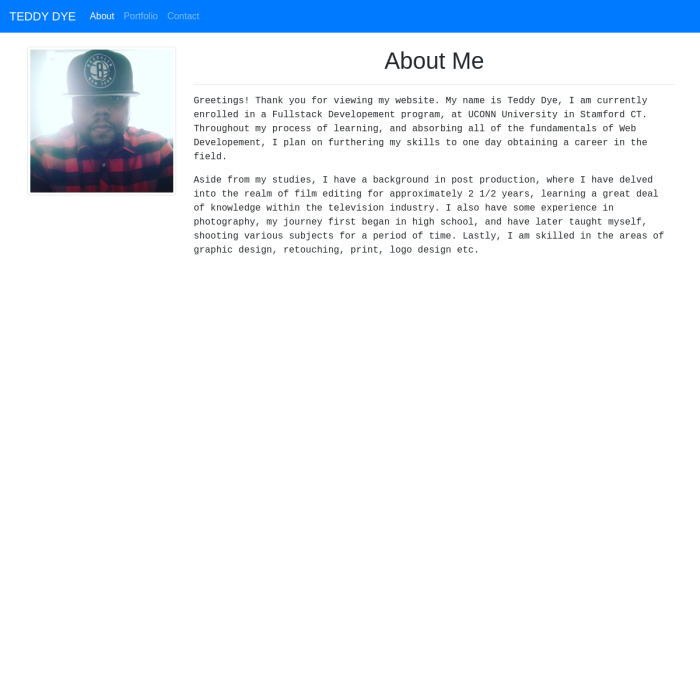 TEDDY DYE About Portfolio Contact
About Me
Greetings! Thank you for viewing my website. My name is Teddy Dye, I am currently
enrolled in a Fullstack Developement program, at UCONN University in Stamford CT.
Throughout my process of learning, and absorbing all of the fundamentals of Web
Developement, I plan on furthering my skills to one day obtaining a career in the
field.
Aside from my studies, I have a background in post production, where I have delved
into the realm of film editing for approximately 2 1/2 years, learning a great deal
of knowledge within the television industry. I also have some experience in
photography, my journey first began in high school, and have later taught myself,
shooting various subjects for a period of time. Lastly, I am skilled in the areas of
graphic design, retouching, print, logo design etc.